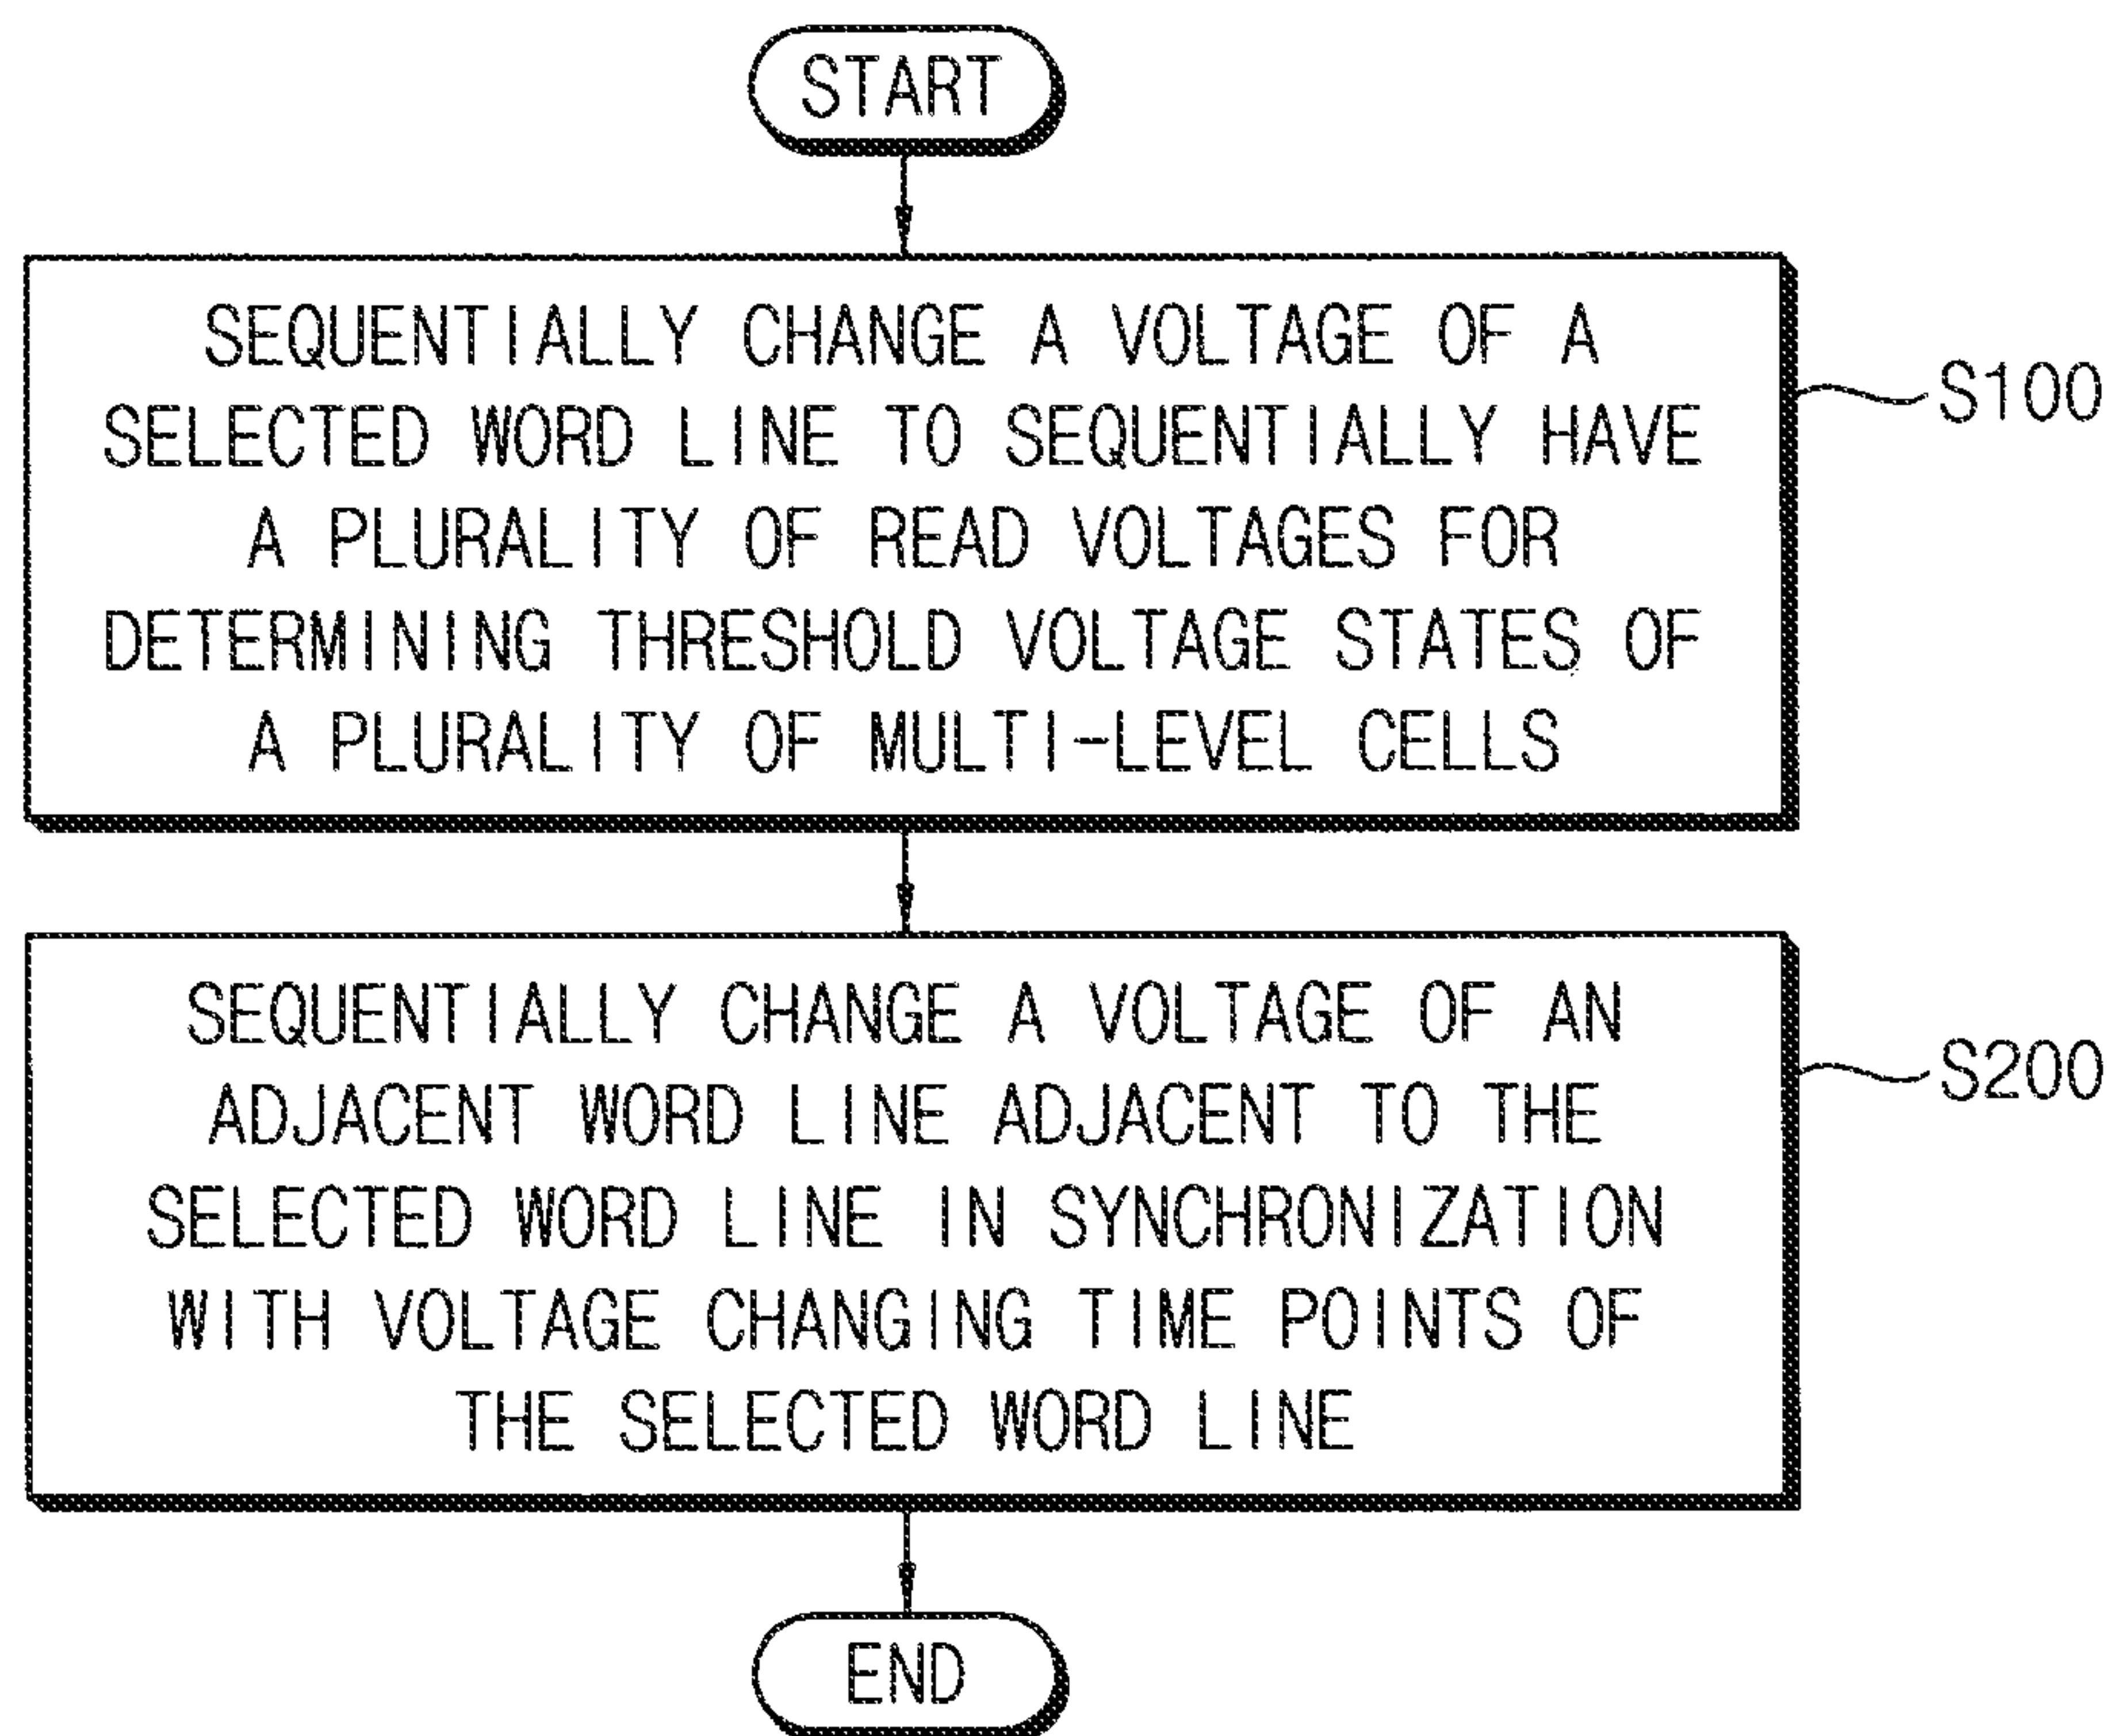 START
SEQUENTIALLY CHANGE A VOLTAGE OF A
SELECTED WORD LINE TO SEQUENTIALLY HAVE
A PLURALITY OF READ VOLTAGES FOR
DETERMINING THRESHOLD VOLTAGE STATES OF
A PLURALITY OF MULTI-LEVEL CELLS
S100
SEQUENTIALLY CHANGE A VOLTAGE OF AN
ADJACENT WORD LINE ADJACENT TO THE
SELECTED WORD LINE IN SYNCHRONIZATION
WITH VOLTAGE CHANGING TIME POINTS OF
THE SELECTED WORD LINE
S200
END